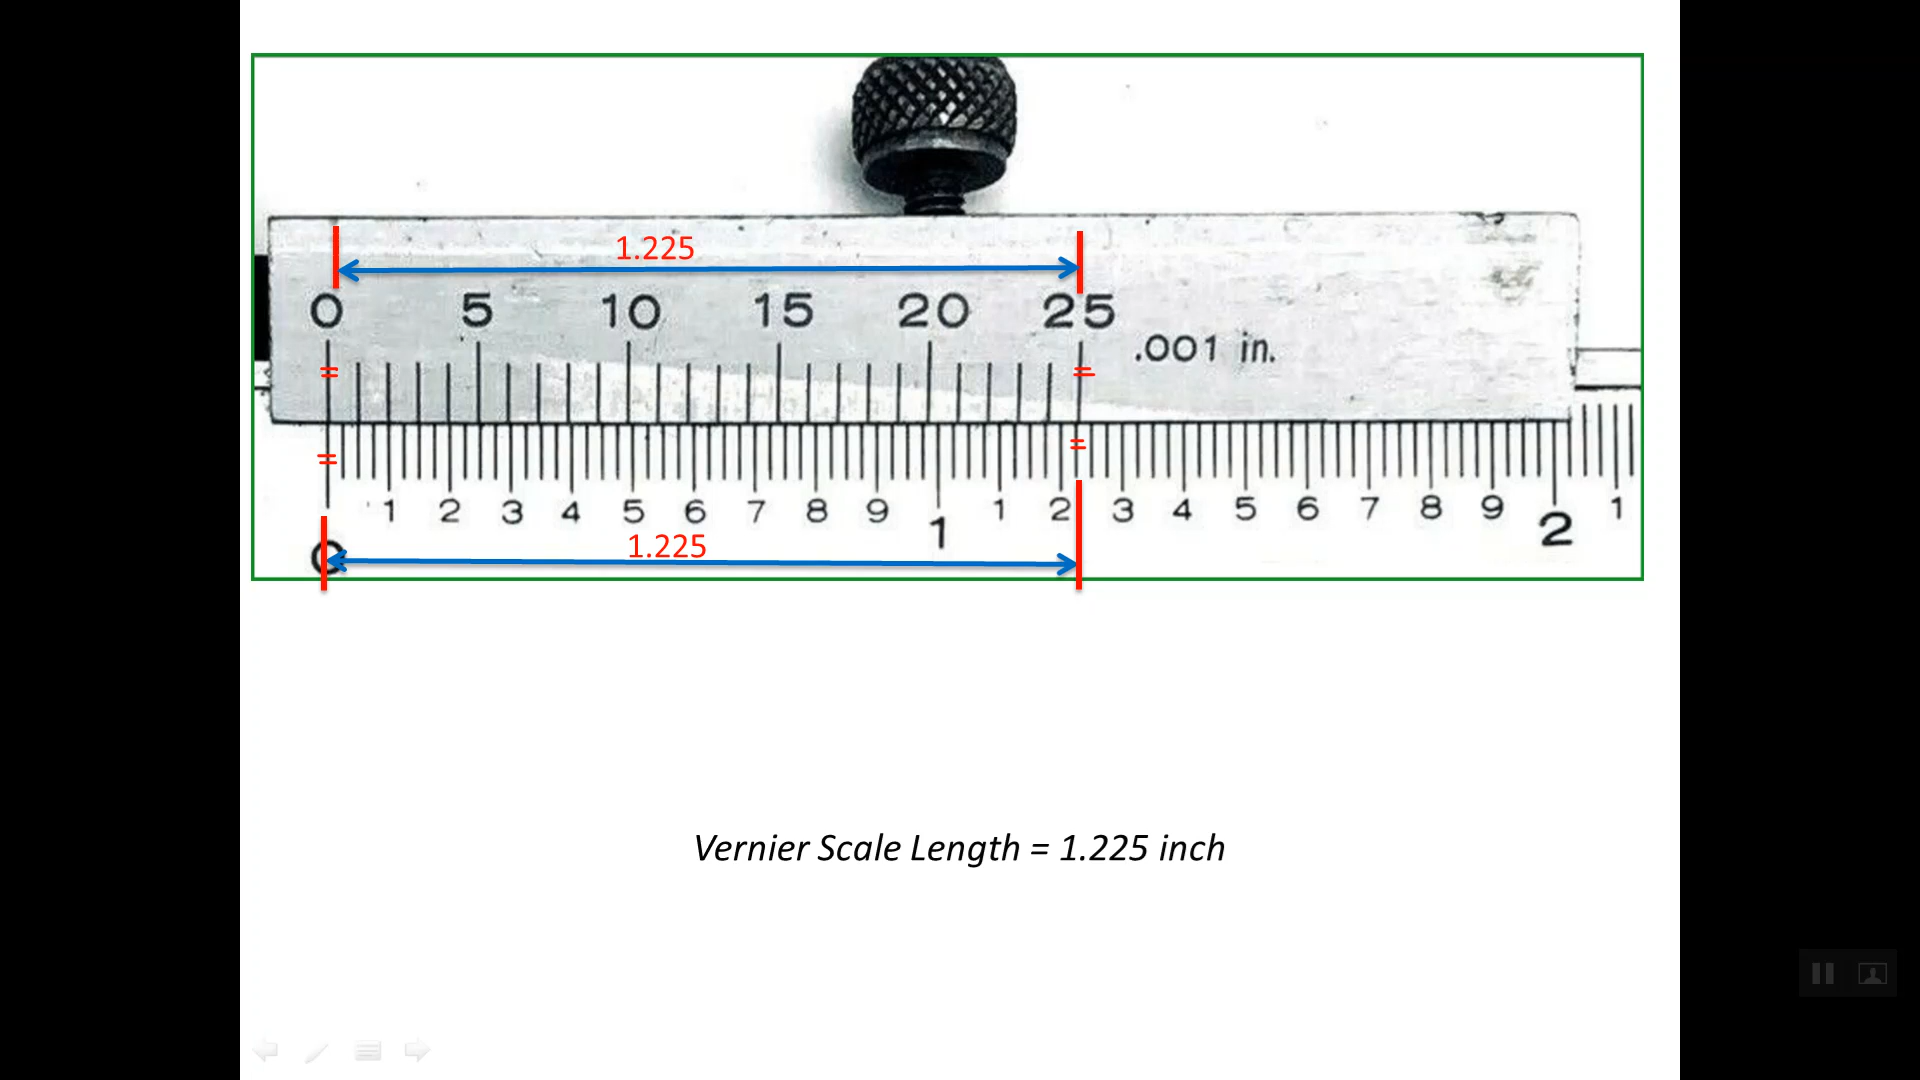 1.225
0 5 10 15 20 25
.001 in.
1 2 3 4 5 6 7 8 9 1 1 2 3 4 5 6 7 8 9 2 1
0
1.225
Vernier Scale Length = 1.225 inch